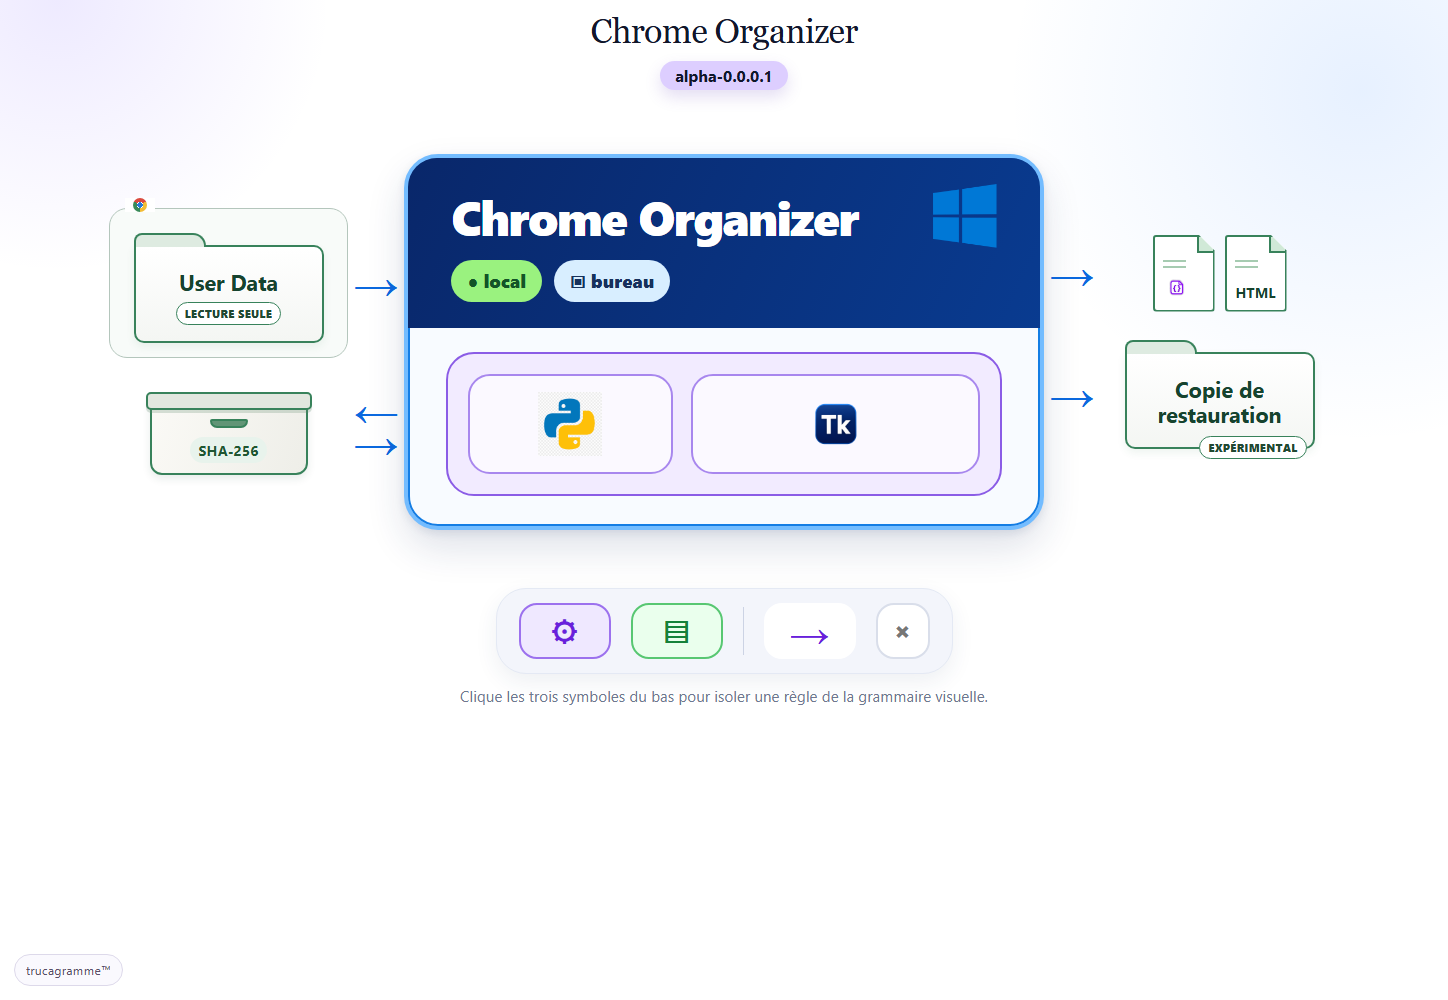 Chrome Organizer
alpha-0.0.0.1
Chrome Organizer
● local
▣ bureau
User Data
LECTURE SEULE
SHA-256
Tk
{}
HTML
Copie de
restauration
EXPÉRIMENTAL
Clique les trois symboles du bas pour isoler une règle de la grammaire visuelle.
trucagramme™